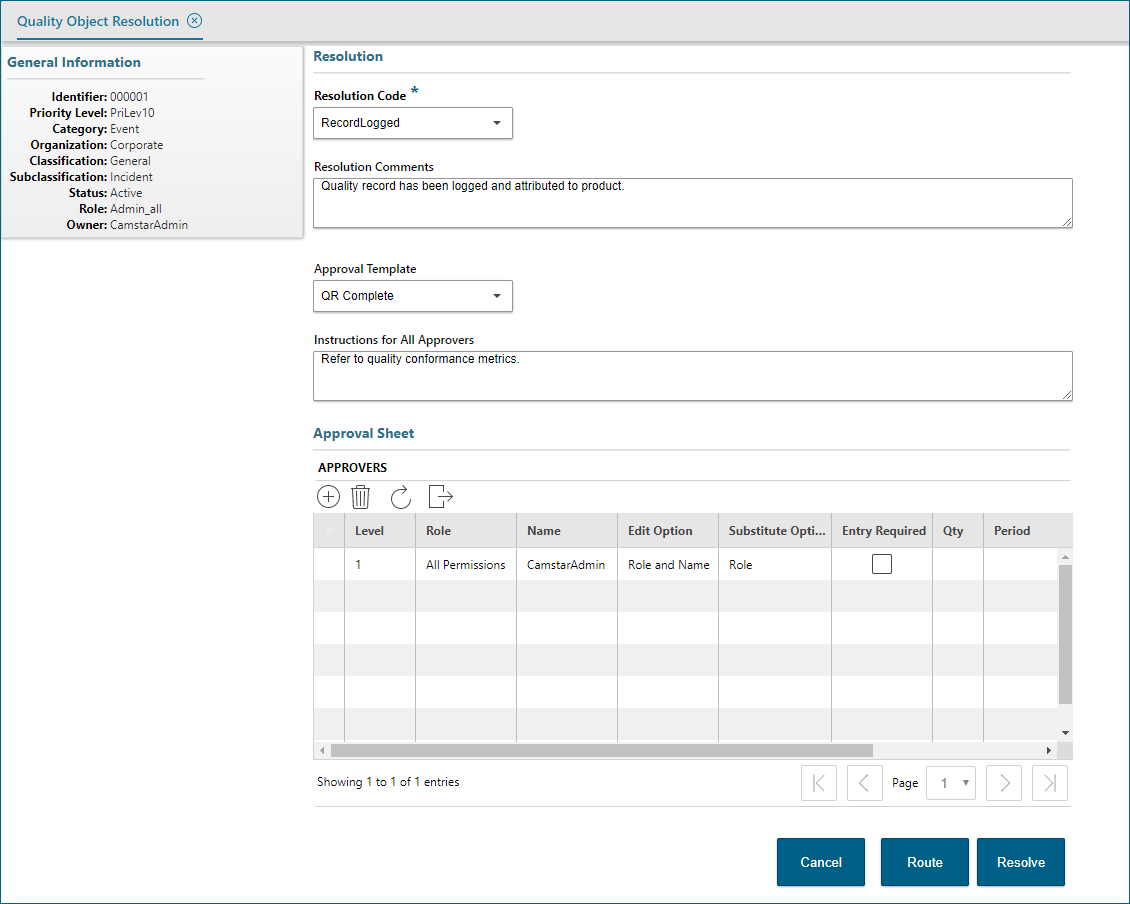 Quality Object Resolution
General Information
Identifier: 000001
Priority Level: PriLev10
Category: Event
Organization: Corporate
Classification: General
Subclassification: Incident
Status: Active
Role: Admin_all
Owner: CamstarAdmin
Resolution
Resolution Code *
RecordLogged
Resolution Comments
Quality record has been logged and attributed to product.
Approval Template
QR Complete
Instructions for All Approvers
Refer to quality conformance metrics.
Approval Sheet
APPROVERS
Level Role Name Edit Option Substitute Opti... Entry Required Qty Period
1 All Permissions CamstarAdmin Role and Name Role
Showing 1 to 1 of 1 entries
Page 1
Cancel Route Resolve